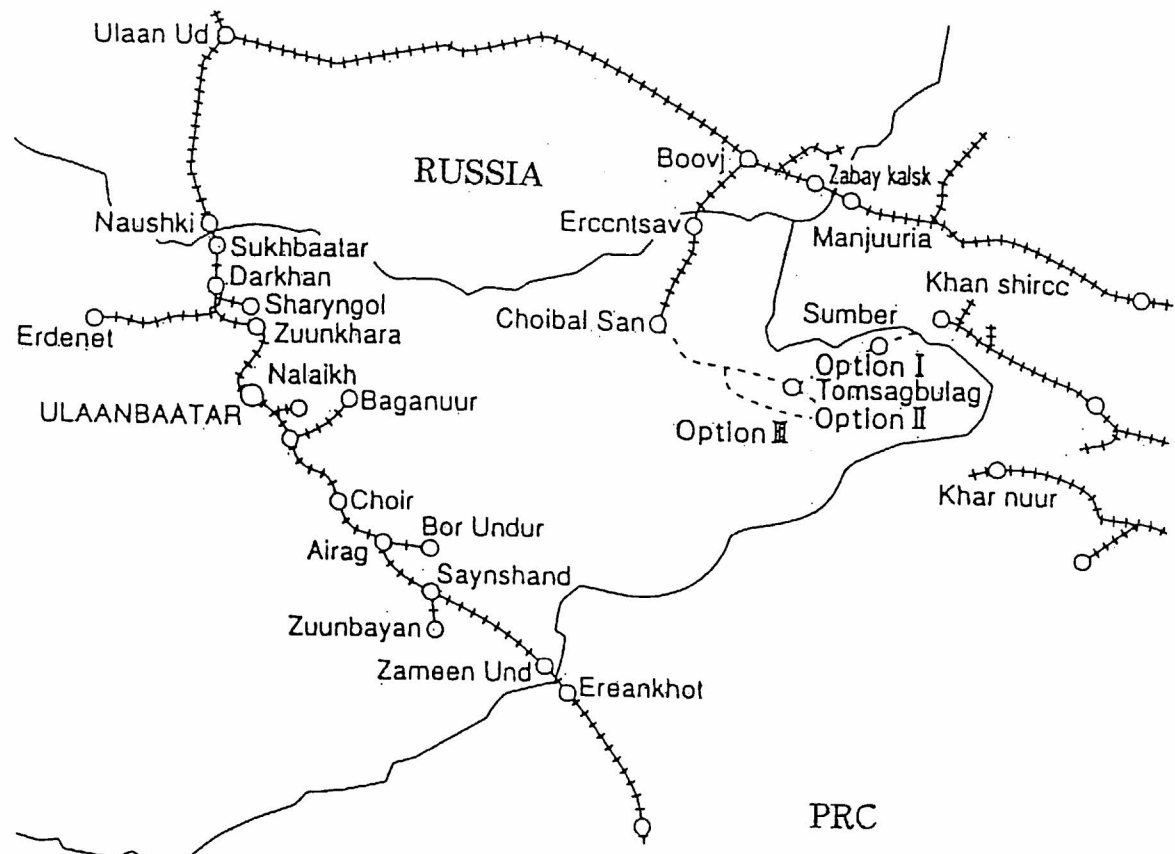 Ulaan Ud
Boovj
RUSSIA
Zabay kalsk
Naushki
Erccntsav
Manjuuria
Sukhbaatar
Darkhan
Khan shircc
Sharyngol
Choibal San
Sumber
Erdenet
Zuunkhara
Option I
Nalaikh
Tomsagbulag
ULAANBAATAR
Baganuur
Option II
Option III
Choir
Khar nuur
Bor Undur
Airag
Saynshand
Zuunbayan
Zameen Und
Ereankhot
PRC